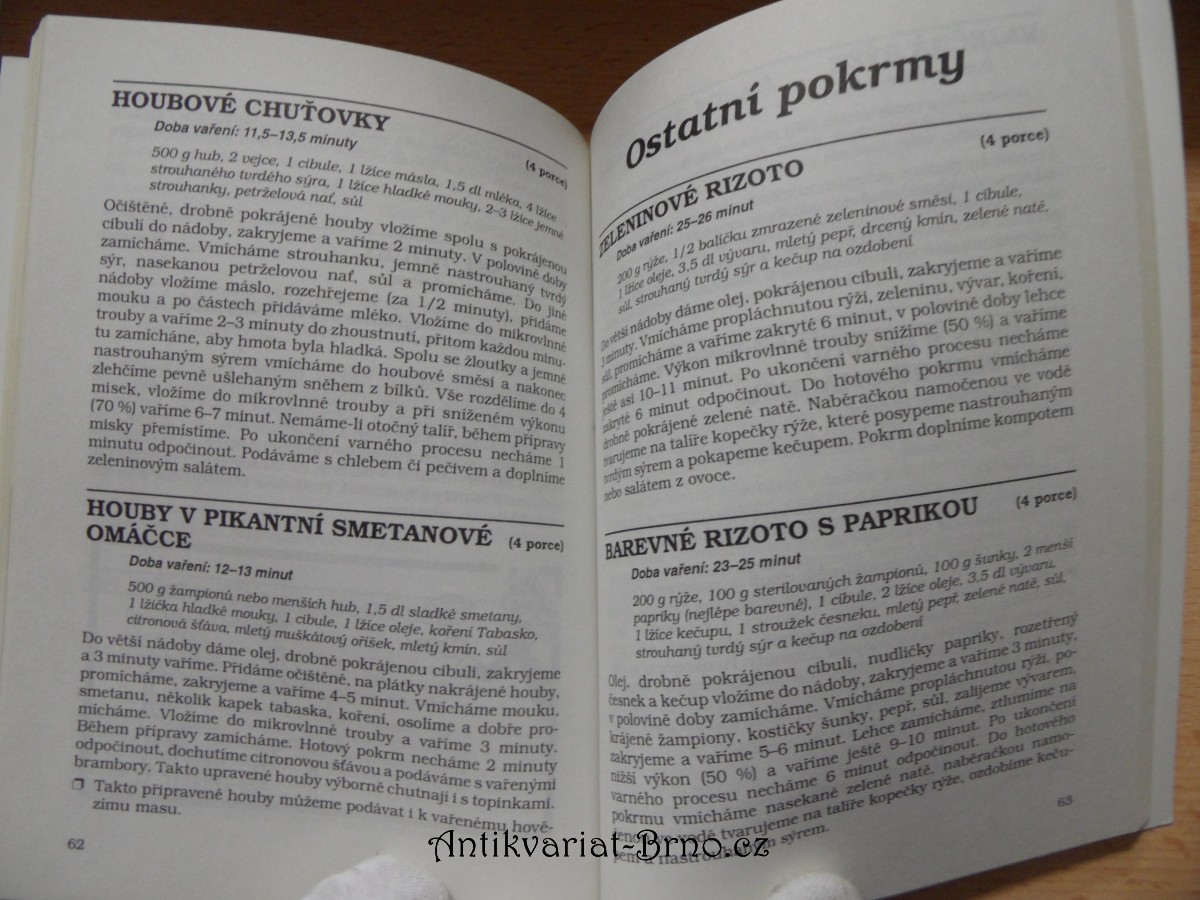 HOUBOVÉ CHUŤOVKY
Doba vaření: 11,5–13,5 minuty
(4 porce)
500 g hub, 2 vejce, 1 cibule, 1 lžíce másla, 1,5 dl mléka, 4 lžíce
strouhaného tvrdého sýra, 1 lžíce hladké mouky, 2–3 lžíce jemné
strouhanky, petrželová nať, sůl
Očištěné, drobně pokrájené houby vložíme spolu s pokrájenou
cibulí do nádoby, zakryjeme a vaříme 2 minuty. V polovině doby
zamícháme. Vmícháme strouhanku, jemně nastrouhaný tvrdý
sýr, nasekanou petrželovou nať, sůl a promícháme. Do jiné
nádoby vložíme máslo, rozehřejeme (za 1/2 minuty), přidáme
mouku a po částech přidáváme mléko. Vložíme do mikrovlnné
trouby a vaříme 2–3 minuty do zhoustnutí, přitom každou minu-
tu zamícháne, aby hmota byla hladká. Spolu se žloutky a jemně
nastrouhaným sýrem vmícháme do houbové směsi a nakonec
zlehčíme pevně ušlehaným sněhem z bílků. Vše rozdělíme do 4
misek, vložíme do mikrovlnné trouby a při sníženém výkonu
(70 %) vaříme 6–7 minut. Nemáme-li otočný talíř, během přípravy
misky přemístíme. Po ukončení varného procesu necháme 1
minutu odpočinout. Podáváme s chlebem či pečivem a doplníme
zeleninovým salátem.
HOUBY V PIKANTNÍ SMETANOVÉ
OMÁČCE
(4 porce)
Doba vaření: 12–13 minut
500 g žampionů nebo menších hub, 1,5 dl sladké smetany,
1 lžička hladké mouky, 1 cibule, 1 lžíce oleje, koření Tabasko,
citronová šťáva, mletý muškátový oříšek, mletý kmín, sůl
Do větší nádoby dáme olej, drobně pokrájenou cibuli, zakryjeme
a 3 minuty vaříme. Přidáme očištěné, na plátky nakrájené houby,
promícháme, zakryjeme a vaříme 4–5 minut. Vmícháme mouku,
smetanu, několik kapek tabaska, koření, osolíme a dobře pro-
mícháme. Vložíme do mikrovlnné trouby a vaříme 3 minuty.
Během přípravy zamícháme. Hotový pokrm necháme 2 minuty
odpočinout, dochutíme citronovou šťávou a podáváme s vařenými
brambory. Takto upravené houby výborně chutnají i s topinkami.
❒ Takto připravené houby můžeme podávat i k vařenému hově-
zímu masu.
62
Ostatní pokrmy
ZELENINOVÉ RIZOTO
(4 porce)
Doba vaření: 25–26 minut
200 g rýže, 1/2 balíčku zmrazené zeleninové směsi, 1 cibule,
1 lžíce oleje, 3,5 dl vývaru, mletý pepř, drcený kmín, zelené natě,
sůl, strouhaný tvrdý sýr a kečup na ozdobení
Do větší nádoby dáme olej, pokrájenou cibuli, zakryjeme a vaříme
minuty. Vmícháme propláchnutou rýži, zeleninu, vývar, koření,
sůl, promícháme a vaříme zakryté 6 minut, v polovině doby lehce
promícháme. Výkon mikrovlnné trouby snížíme (50 %) a vaříme
ještě asi 10–11 minut. Po ukončení varného procesu necháme
zakryté 6 minut odpočinout. Do hotového pokrmu vmícháme
drobně pokrájené zelené natě. Naběračkou namočenou ve vodě
tvarujeme na talíře kopečky rýže, které posypeme nastrouhaným
tvrdým sýrem a pokapeme kečupem. Pokrm doplníme kompotem
nebo salátem z ovoce.
BAREVNÉ RIZOTO S PAPRIKOU
(4 porce)
Doba vaření: 23–25 minut
200 g rýže, 100 g sterilovaných žampionů, 100 g šunky, 2 menší
papriky (nejlépe barevné), 1 cibule, 2 lžíce oleje, 3,5 dl vývaru,
1 lžíce kečupu, 1 stroužek česneku, mletý pepř, zelené natě, sůl,
strouhaný tvrdý sýr a kečup na ozdobení
Olej, drobně pokrájenou cibuli, nudličky papriky, rozetřený
česnek a kečup vložíme do nádoby, zakryjeme a vaříme 3 minuty,
v polovině doby zamícháme. Vmícháme propláchnutou rýži, po-
krájené žampiony, kostičky šunky, pepř, sůl, zalijeme vývarem,
zakryjeme a vaříme 5–6 minut. Lehce zamícháme, ztlumíme na
nižší výkon (50 %) a vaříme ještě 9–10 minut. Po ukončení
varného procesu necháme 6 minut odpočinout. Do hotového
pokrmu vmícháme nasekané zelené natě, naběračkou namo-
ve vodě tvarujeme na talíře kopečky rýže, ozdobíme keču-
pem a nastrouhaným sýrem.
63
Antikvariat-Brno.cz